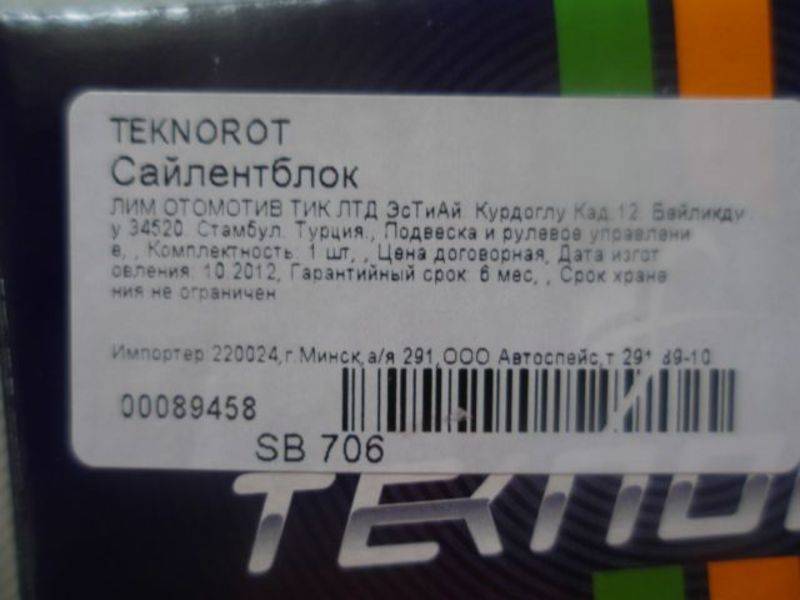 TEKNOROT
Сайлентблок
ЛИМ ОТОМОТИВ ТИК ЛТД ЭсТиАй. Курдоглу Кад.12. Бейликду
у 34520. Стамбул. Турция., Подвеска и рулевое управлени
е, , Комплектность: 1 шт, , Цена договорная, Дата изгот
овления: 10.2012, Гарантийный срок: 6 мес, , Срок хране
ния не ограничен
Импортер 220024,г.Минск,а/я 291,ООО Автоспейс,т
00089458
SB 706
TEKNO